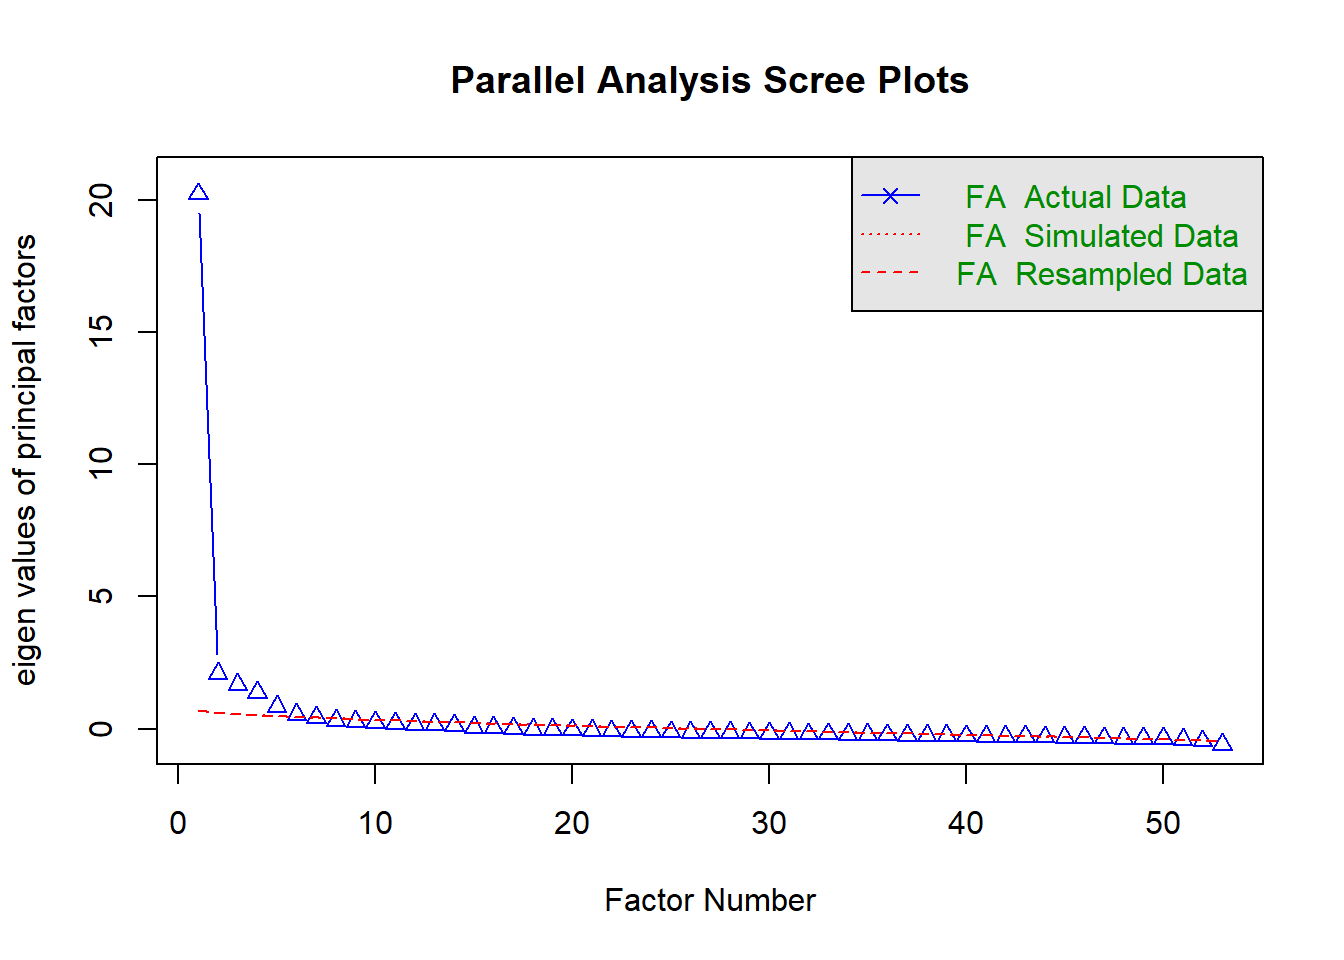 Parallel Analysis Scree Plots
FA Actual Data
FA Simulated Data
FA Resampled Data
eigen values of principal factors
20
15
10
5
0
0 10 20 30 40 50
Factor Number